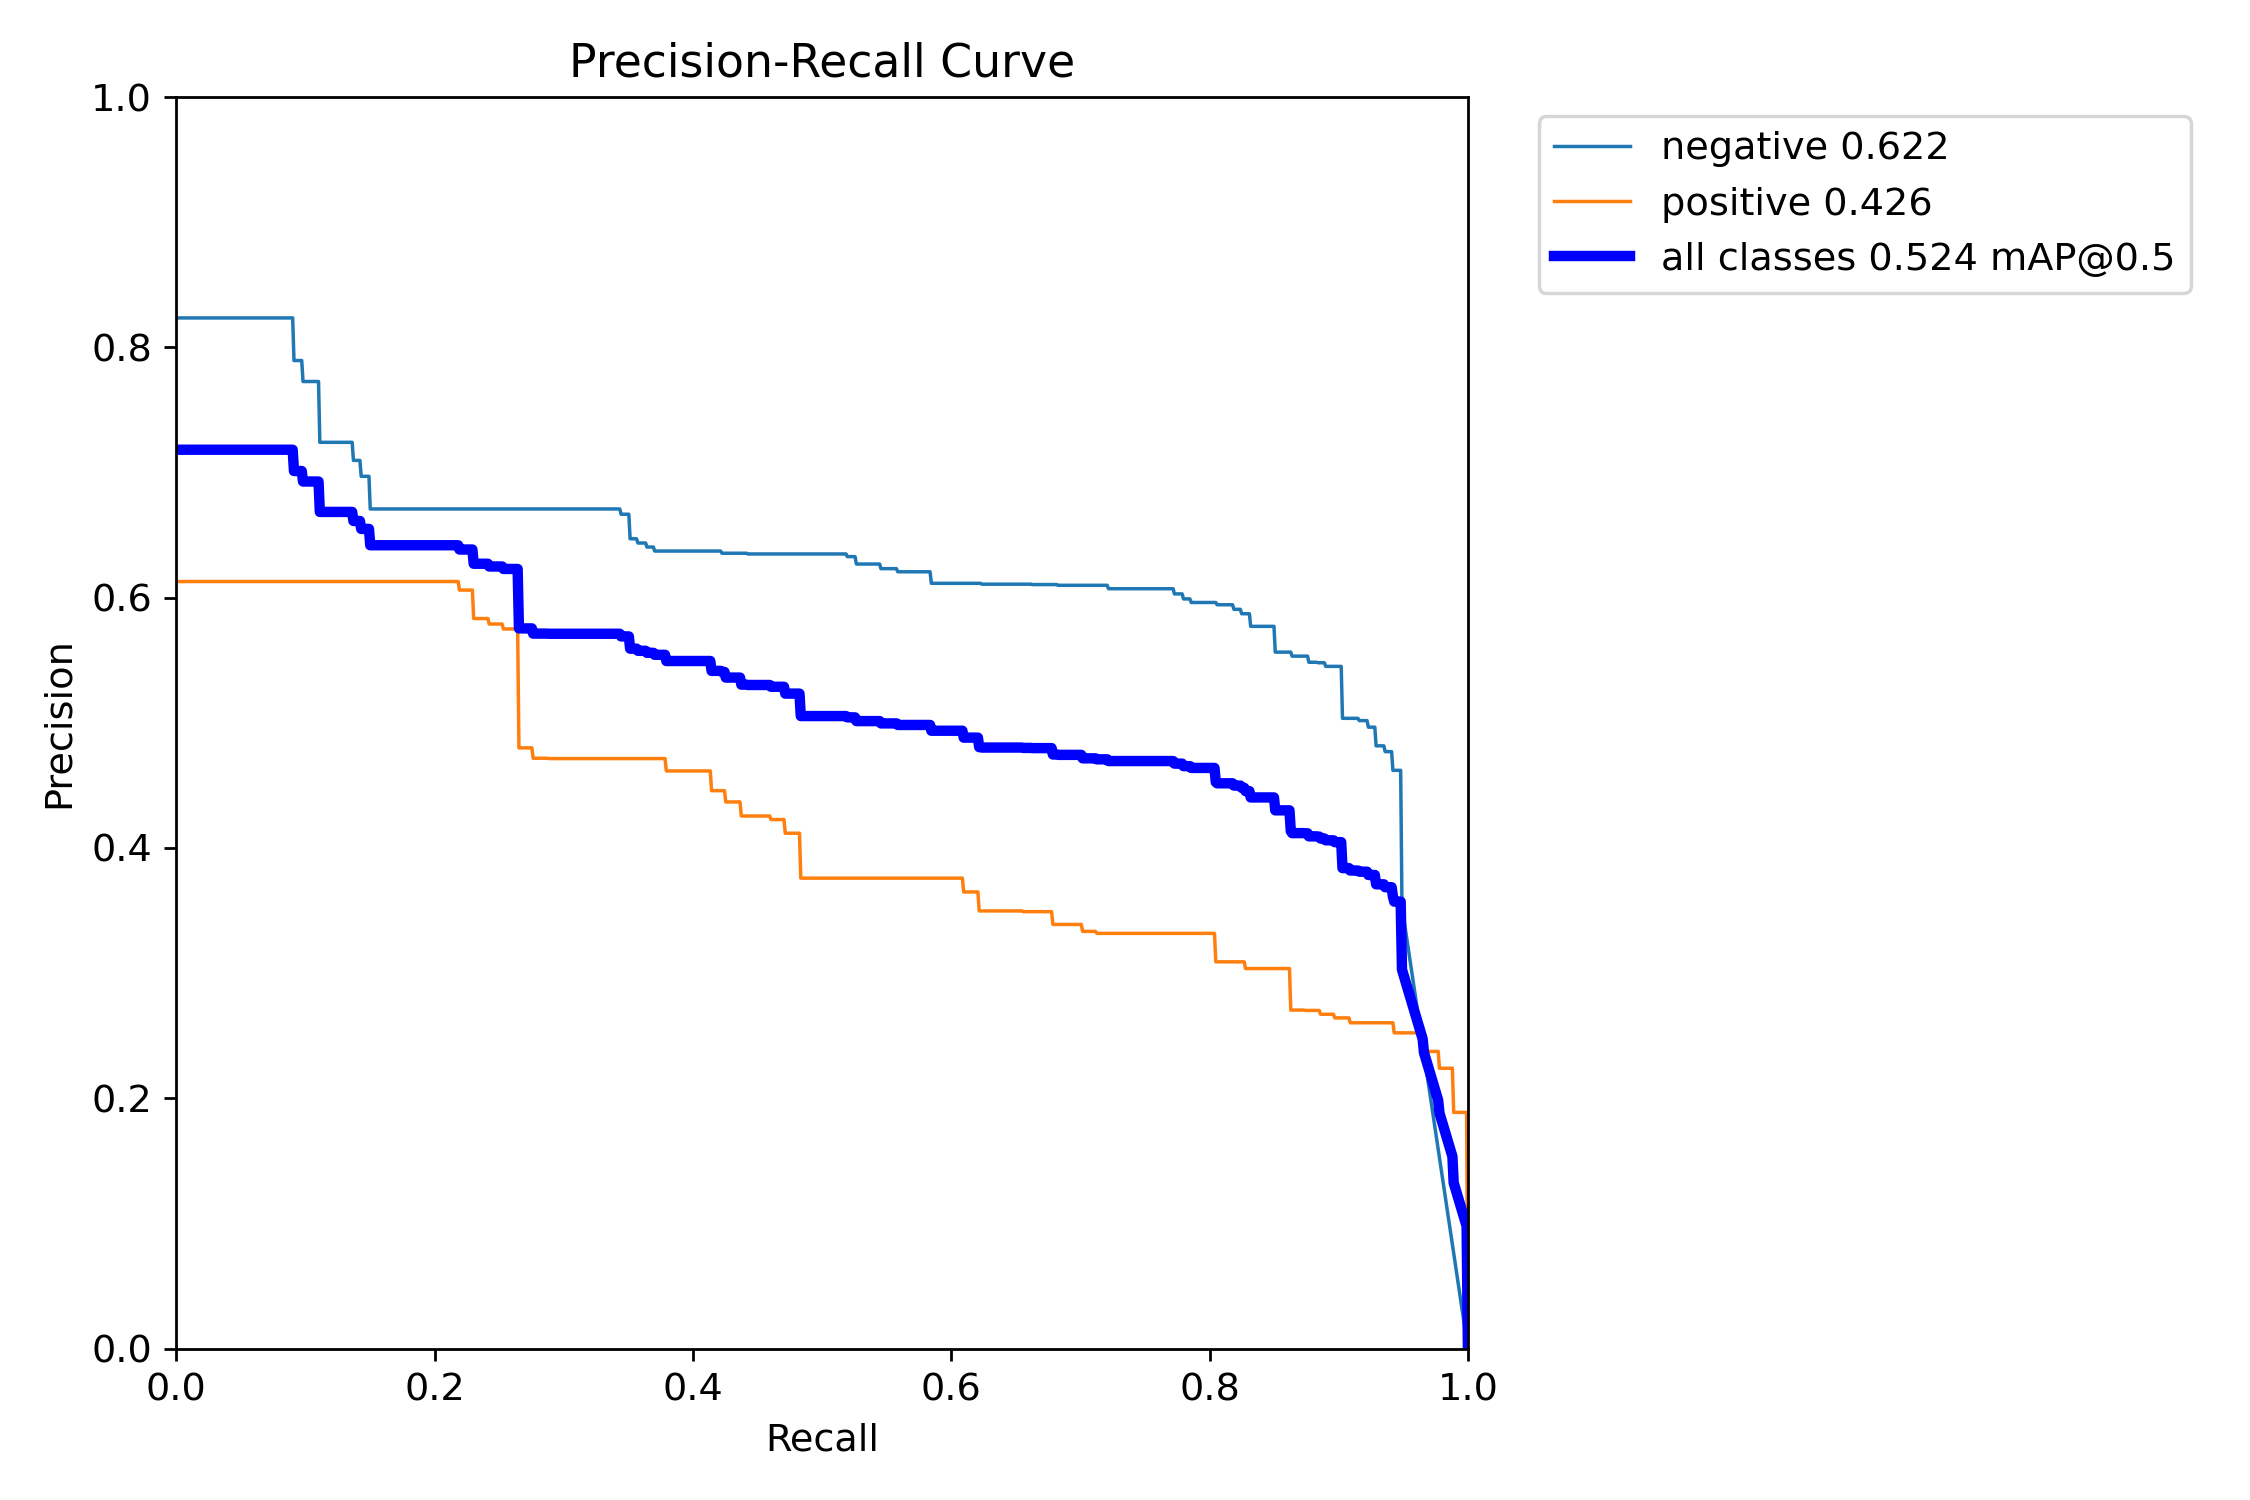 Precision-Recall Curve
1.0
0.8
0.6
0.4
0.2
0.0
Precision
0.0 0.2 0.4 0.6 0.8 1.0
Recall
negative 0.622
positive 0.426
all classes 0.524 mAP@0.5